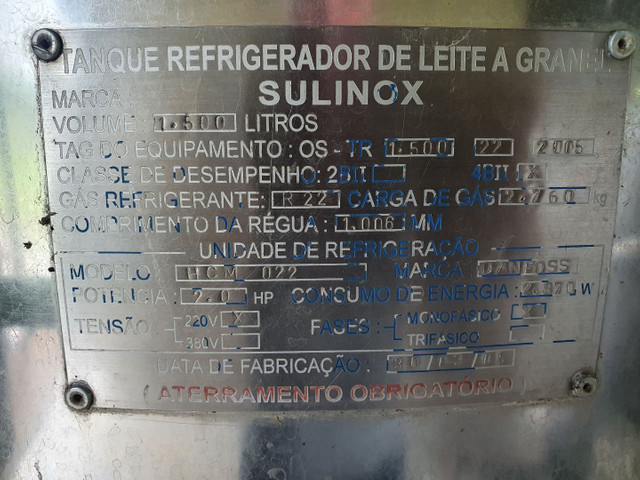 TANQUE REFRIGERADOR DE LEITE A GRANEL
MARCA : SULINOX
VOLUME: 1.500 LITROS
TAG DO EQUIPAMENTO : OS - TR 1.500 22 2005
CLASSE DE DESEMPENHO: 2BII 4BII X
GÁS REFRIGERANTE: R 22 CARGA DE GÁS 2.760 kg
COMPRIMENTO DA RÉGUA : 1.006 MM
UNIDADE DE REFRIGERAÇÃO
MODELO HCM 022 MARCA : DANFOSS
POTÊNCIA : 2.0 HP CONSUMO DE ENERGIA : W
TENSÃO 220V X 380V FASES: MONOFÁSICO X TRIFÁSICO
DATA DE FABRICAÇÃO :
( ATERRAMENTO OBRIGATÓRIO )